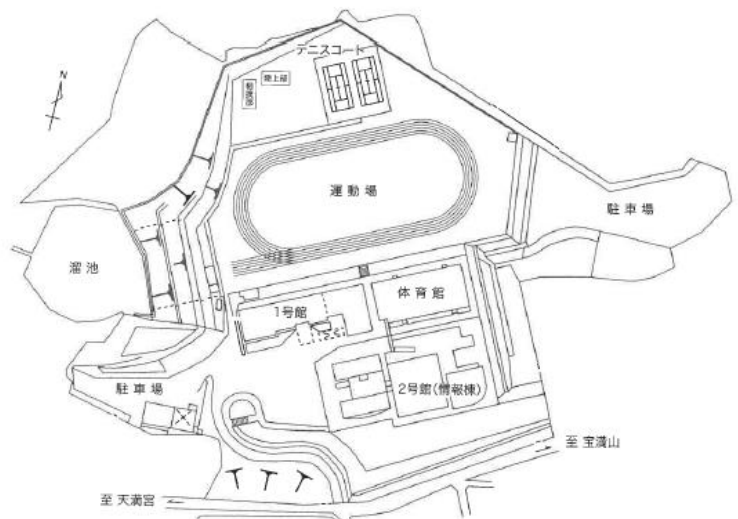 テニスコート
陸上部
N
運動場
駐車場
溜池
体育館
1号館
駐車場
2号館(情報棟)
至 宝満山
至 天満宮